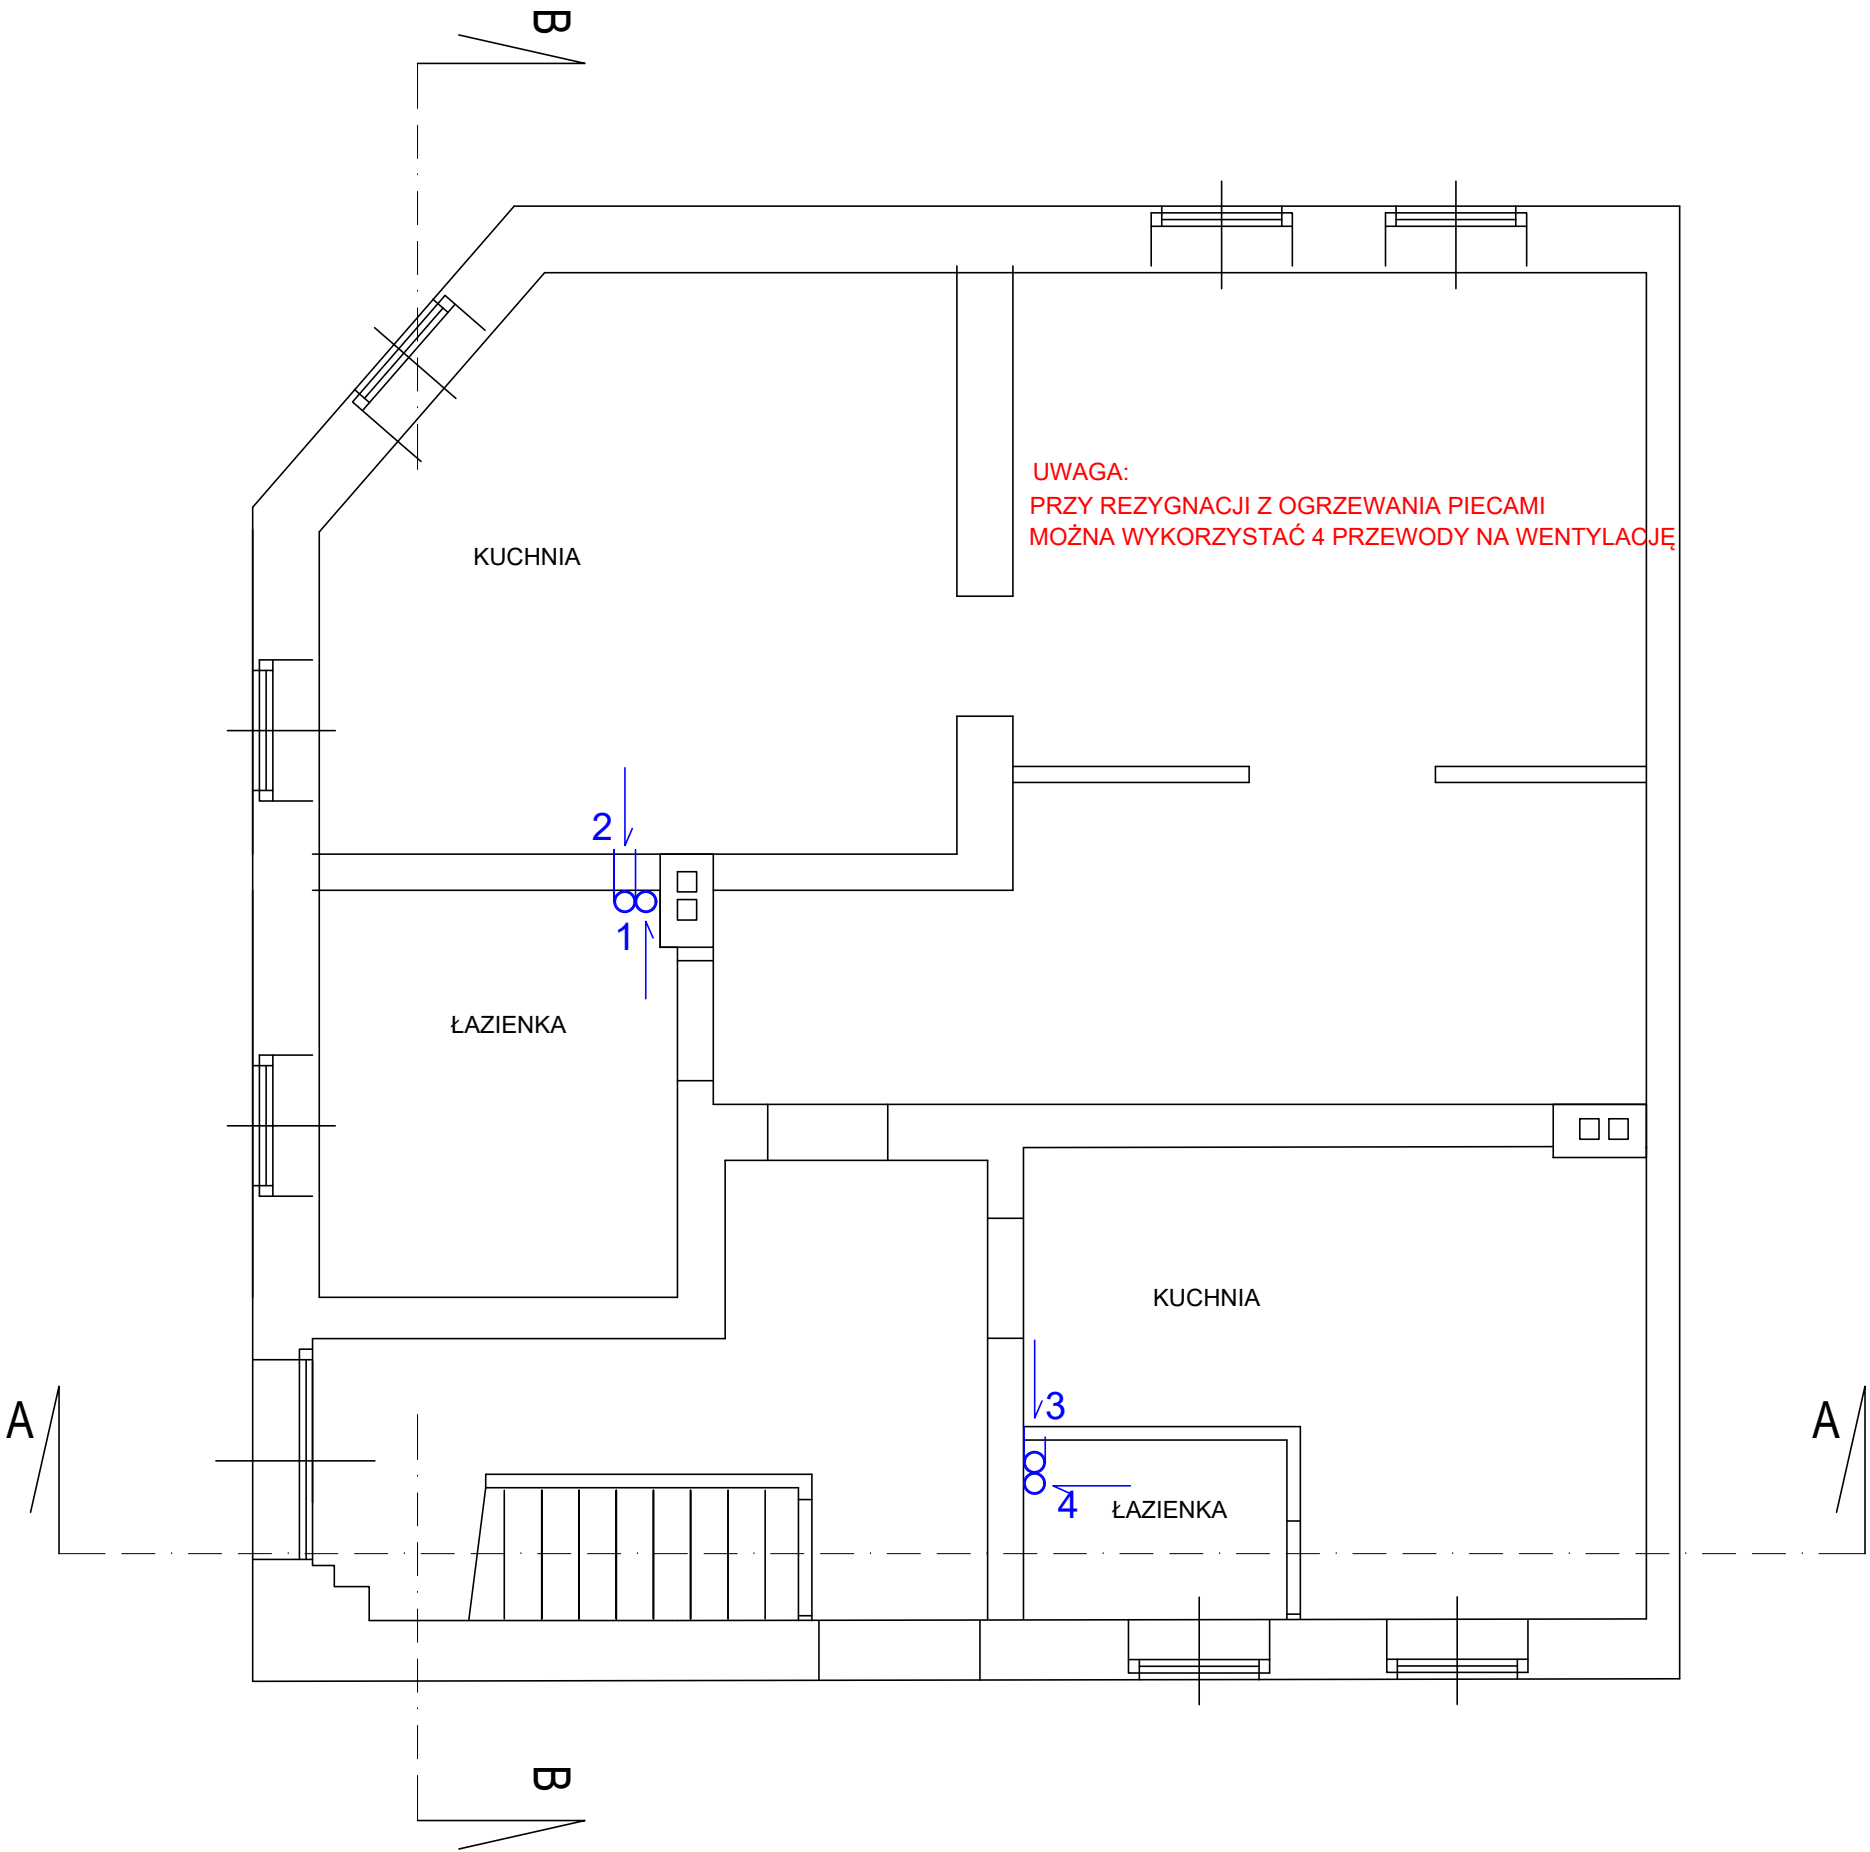 B
UWAGA:
PRZY REZYGNACJI Z OGRZEWANIA PIECAMI
MOŻNA WYKORZYSTAĆ 4 PRZEWODY NA WENTYLACJĘ
KUCHNIA
2
1
ŁAZIENKA
KUCHNIA
3
A
A
4
ŁAZIENKA
B